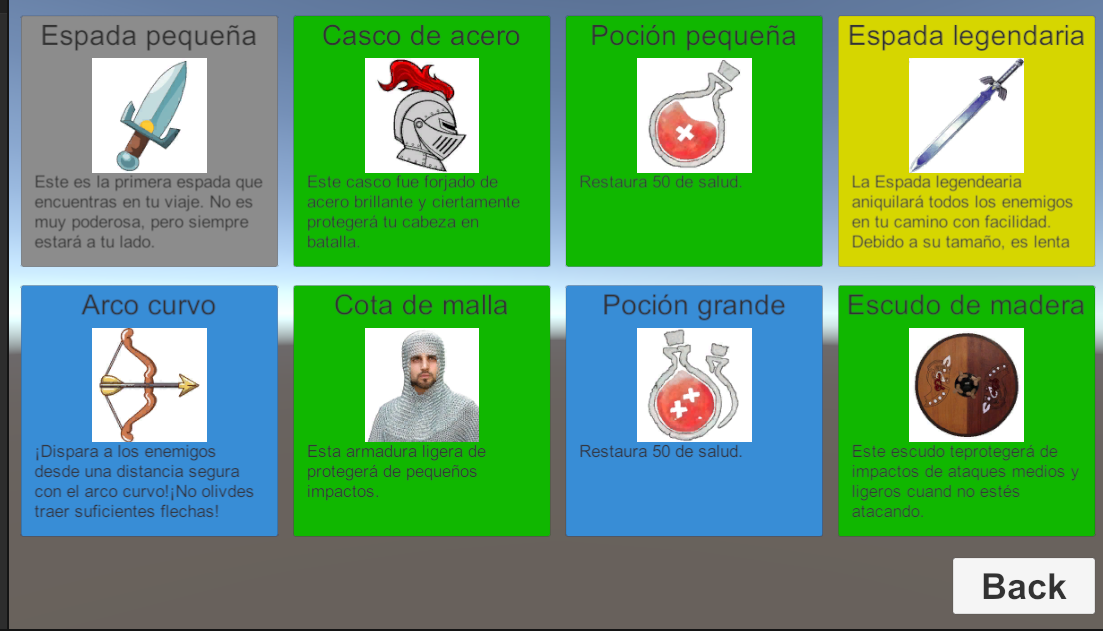 Espada pequeña
Este es la primera espada que
encuentras en tu viaje. No es
muy poderosa, pero siempre
estará a tu lado.
Casco de acero
Este casco fue forjado de
acero brillante y ciertamente
protegerá tu cabeza en
batalla.
Poción pequeña
Restaura 50 de salud.
Espada legendaria
La Espada legendearia
aniquilará todos los enemigos
en tu camino con facilidad.
Debido a su tamaño, es lenta
Arco curvo
¡Dispara a los enemigos
desde una distancia segura
con el arco curvo!¡No olivdes
traer suficientes flechas!
Cota de malla
Esta armadura ligera de
protegerá de pequeños
impactos.
Poción grande
Restaura 50 de salud.
Escudo de madera
Este escudo teprotegerá de
impactos de ataques medios y
ligeros cuand no estés
atacando.
Back